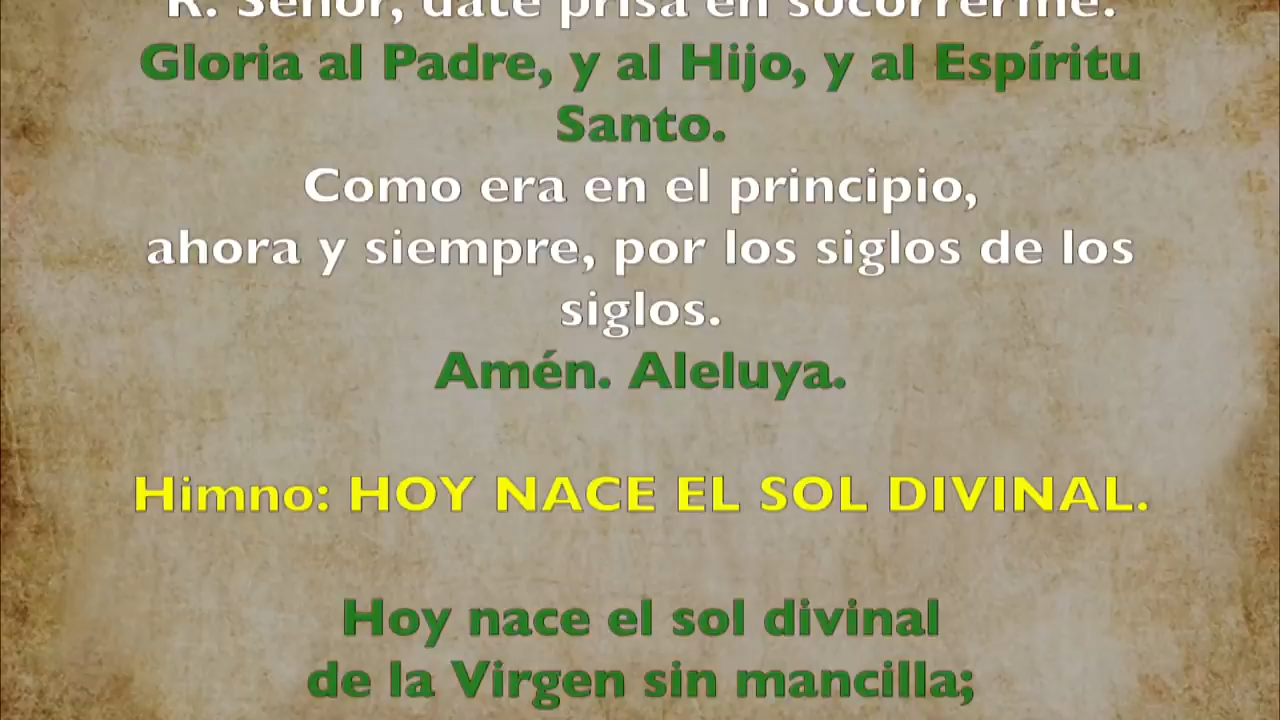 R. Señor, date prisa en socorrerme.
Gloria al Padre, y al Hijo, y al Espíritu
Santo.
Como era en el principio,
ahora y siempre, por los siglos de los
siglos.
Amén. Aleluya.
Himno: HOY NACE EL SOL DIVINAL.
Hoy nace el sol divinal
de la Virgen sin mancilla;